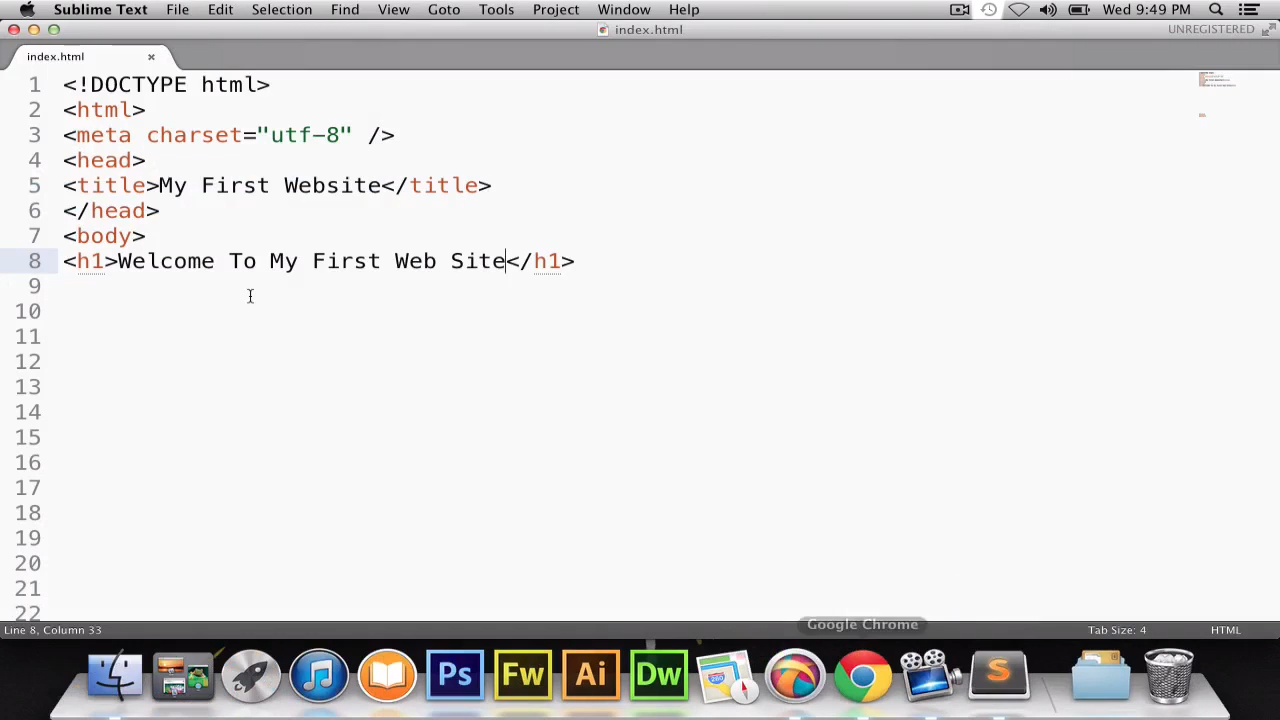 Sublime Text File Edit Selection Find View Goto Tools Project Window Help Wed 9:49 PM
index.html UNREGISTERED
index.html ×
1 <!DOCTYPE html>
2 <html>
3 <meta charset="utf-8" />
4 <head>
5 <title>My First Website</title>
6 </head>
7 <body>
8 <h1>Welcome To My First Web Site</h1>
9
10
11
12
13
14
15
16
17
18
19
20
21
22
Google Chrome
Line 8, Column 33 Tab Size: 4 HTML
Ps Fw Ai Dw 280 S